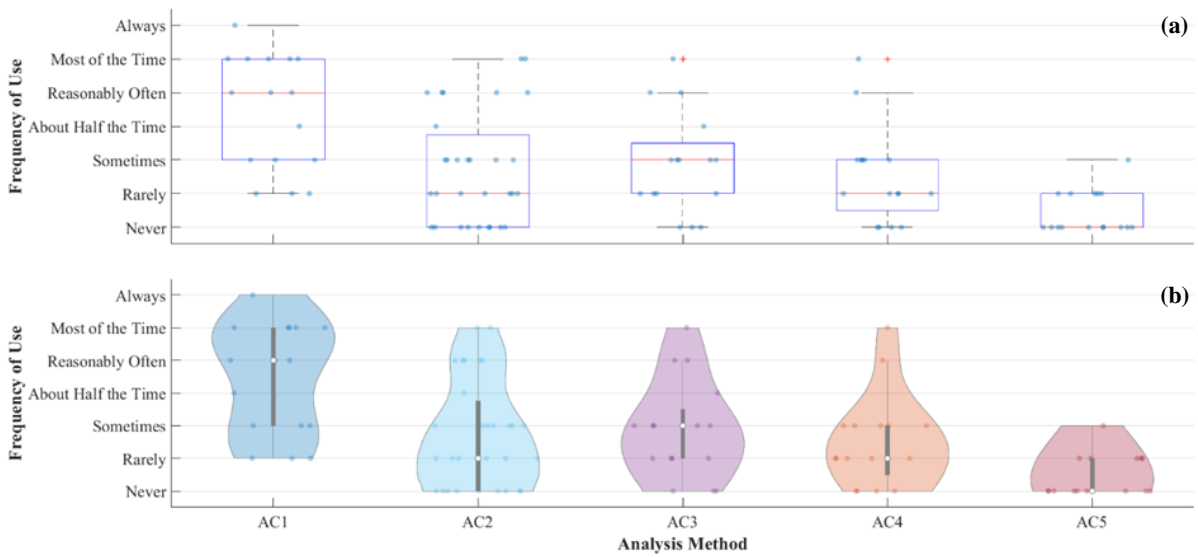 (a)
Always
Most of the Time
Reasonably Often
About Half the Time
Sometimes
Rarely
Never
Frequency of Use
(b)
Always
Most of the Time
Reasonably Often
About Half the Time
Sometimes
Rarely
Never
Frequency of Use
AC1 AC2 AC3 AC4 AC5
Analysis Method